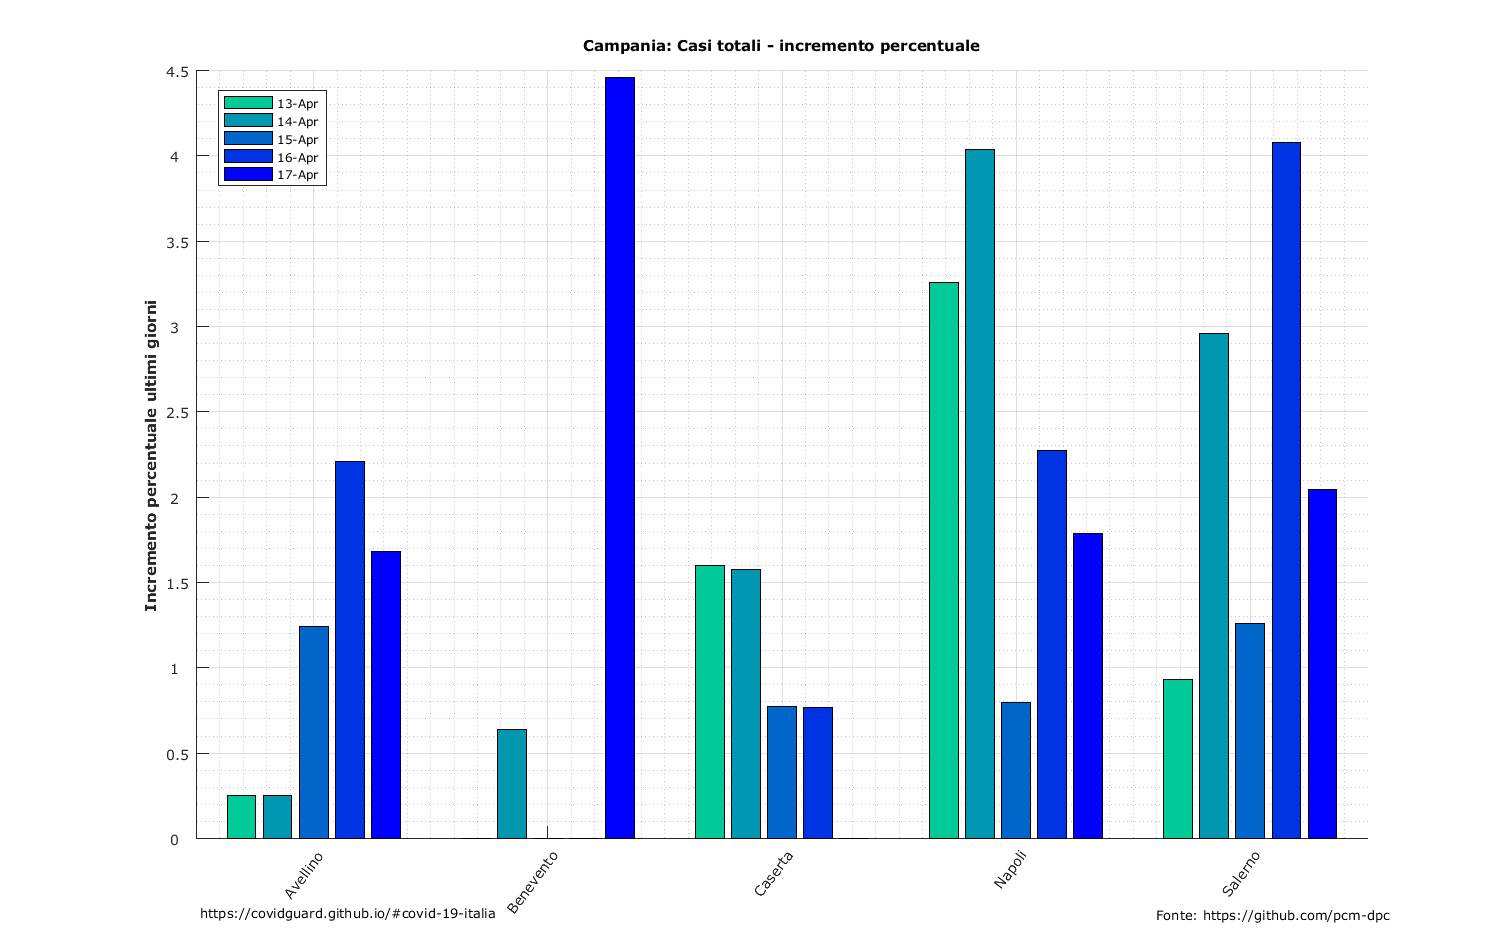 Campania: Casi totali - incremento percentuale
4.5
4
3.5
3
2.5
2
1.5
1
0.5
0
Incremento percentuale ultimi giorni
13-Apr
14-Apr
15-Apr
16-Apr
17-Apr
Avellino
Benevento
Caserta
Napoli
Salerno
https://covidguard.github.io/#covid-19-italia
Fonte: https://github.com/pcm-dpc